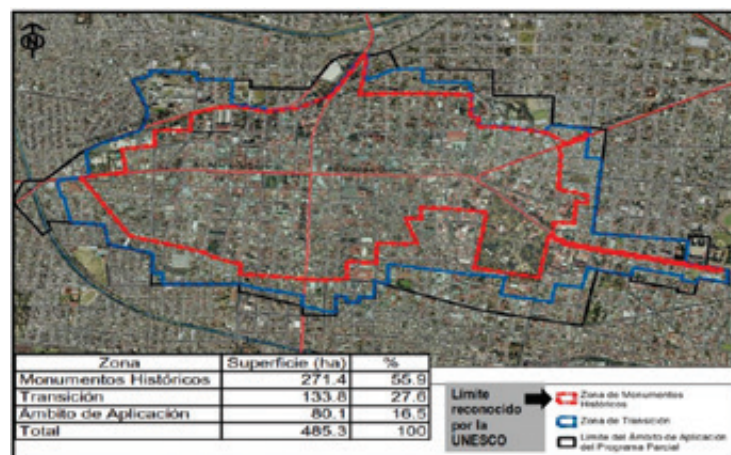 N
Zona Superficie (ha) %
Monumentos Históricos 271.4 55.9
Transición 133.8 27.6
Ámbito de Aplicación 80.1 16.5
Total 485.3 100
Límite
reconocido
por la
UNESCO
Zona de Monumentos
Históricos
Zona de Transición
Límite del Ámbito de Aplicación
del Programa Parcial